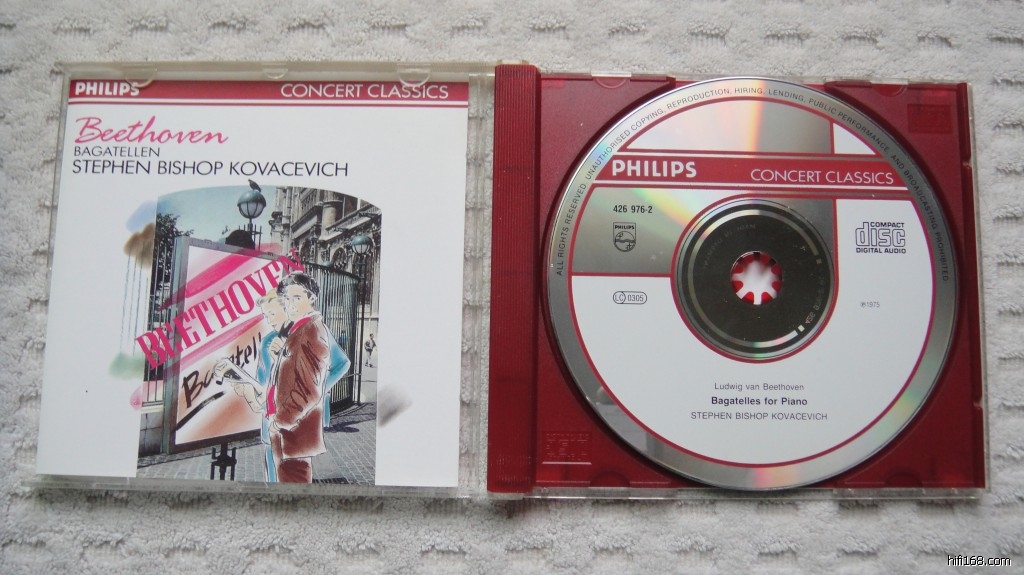 PHILIPS CONCERT CLASSICS
Beethoven
BAGATELLEN
STEPHEN BISHOP KOVACEVICH
BEETHOVEN
ALL RIGHTS RESERVED. UNAUTHORISED COPYING, REPRODUCTION, HIRING, LENDING, PUBLIC PERFORMANCE, AND BROADCASTING PROHIBITED
PHILIPS CONCERT CLASSICS
426 976-2
PHILIPS
COMPACT
disc
DIGITAL AUDIO
LC 0305
℗1975
Ludwig van Beethoven
Bagatelles for Piano
STEPHEN BISHOP KOVACEVICH
hifi168.com